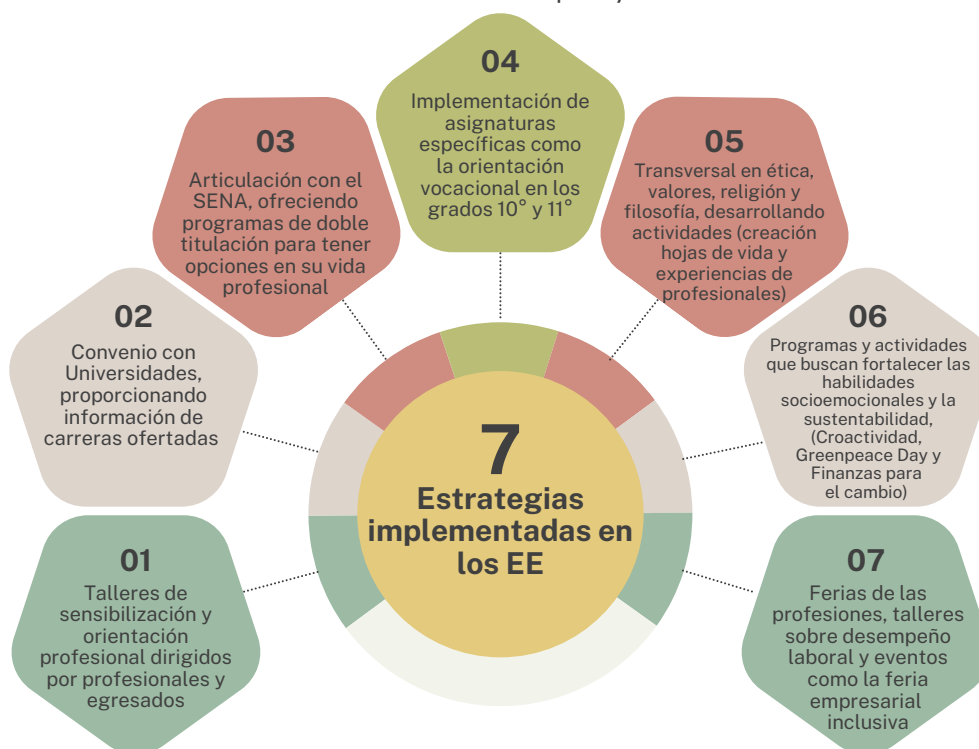 01
Talleres de
sensibilización y
orientación
profesional dirigidos
por profesionales y
egresados
02
Convenio con
Universidades,
proporcionando
información de
carreras ofertadas
03
Articulación con el
SENA, ofreciendo
programas de doble
titulación para tener
opciones en su vida
profesional
04
Implementación de
asignaturas
específicas como
la orientación
vocacional en los
grados 10° y 11°
05
Transversal en ética,
valores, religión y
filosofía, desarrollando
actividades (creación
hojas de vida y
experiencias de
profesionales)
06
Programas y actividades
que buscan fortalecer las
habilidades
socioemocionales y la
sustentabilidad,
(Croactividad,
Greenpeace Day y
Finanzas para
el cambio)
07
Ferias de las
profesiones, talleres
sobre desempeño
laboral y eventos
como la feria
empresarial
inclusiva
7
Estrategias
implementadas en
los EE